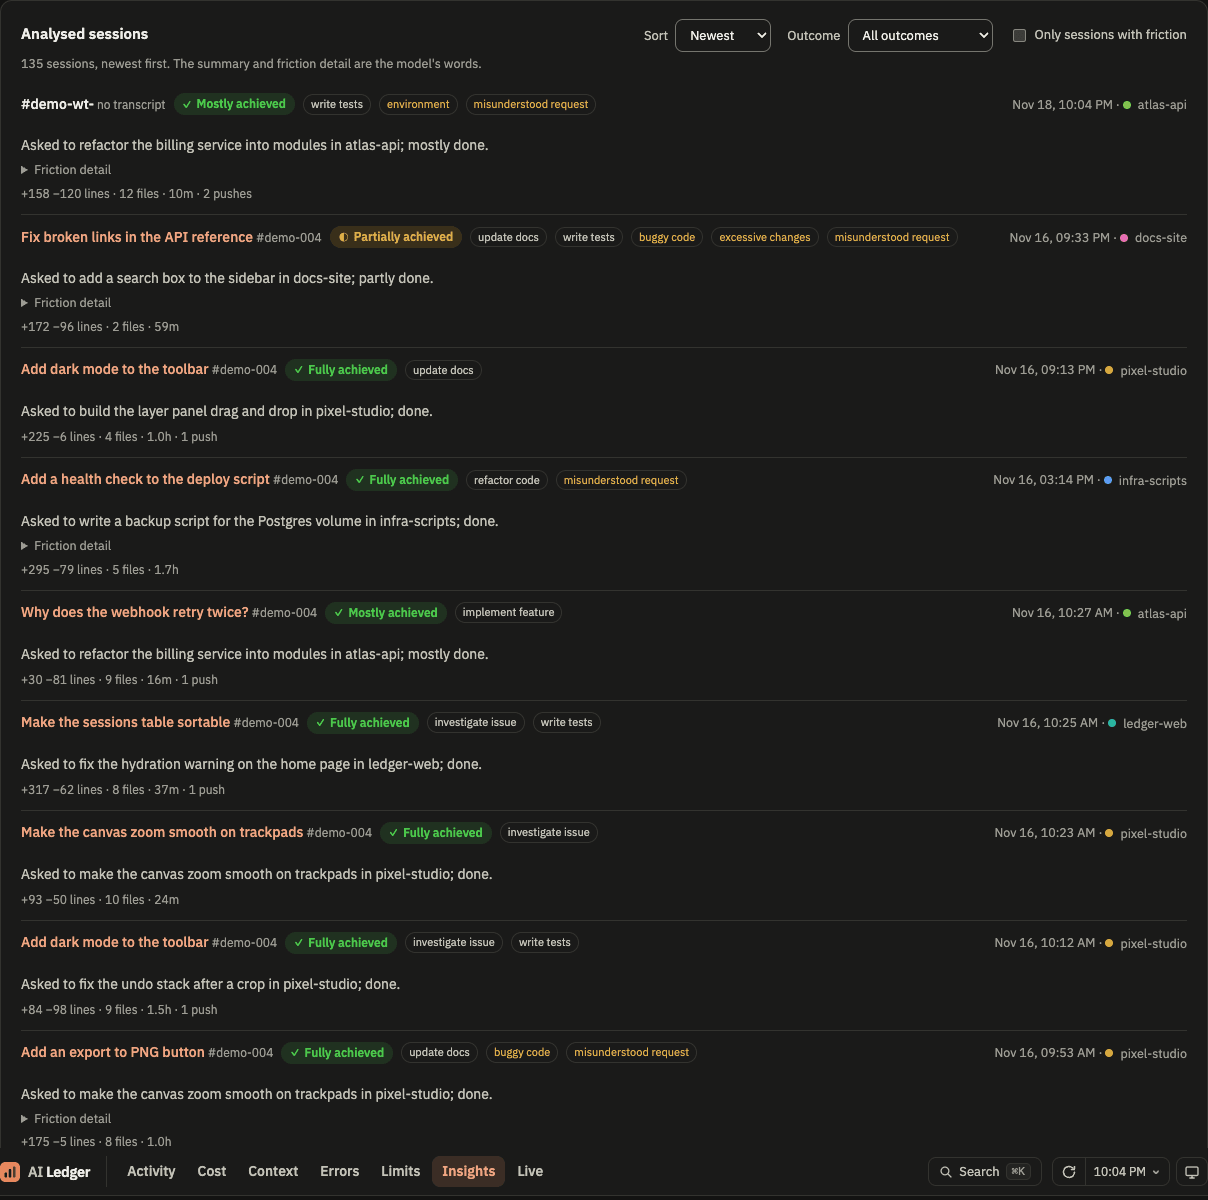 Analysed sessions
Sort Newest Outcome All outcomes Only sessions with friction
135 sessions, newest first. The summary and friction detail are the model's words.
#demo-wt- no transcript ✓ Mostly achieved write tests environment misunderstood request Nov 18, 10:04 PM · atlas-api
Asked to refactor the billing service into modules in atlas-api; mostly done.
Friction detail
+158 −120 lines · 12 files · 10m · 2 pushes
Fix broken links in the API reference #demo-004 Partially achieved update docs write tests buggy code excessive changes misunderstood request Nov 16, 09:33 PM · docs-site
Asked to add a search box to the sidebar in docs-site; partly done.
Friction detail
+172 −96 lines · 2 files · 59m
Add dark mode to the toolbar #demo-004 ✓ Fully achieved update docs Nov 16, 09:13 PM · pixel-studio
Asked to build the layer panel drag and drop in pixel-studio; done.
+225 −6 lines · 4 files · 1.0h · 1 push
Add a health check to the deploy script #demo-004 ✓ Fully achieved refactor code misunderstood request Nov 16, 03:14 PM · infra-scripts
Asked to write a backup script for the Postgres volume in infra-scripts; done.
Friction detail
+295 −79 lines · 5 files · 1.7h
Why does the webhook retry twice? #demo-004 ✓ Mostly achieved implement feature Nov 16, 10:27 AM · atlas-api
Asked to refactor the billing service into modules in atlas-api; mostly done.
+30 −81 lines · 9 files · 16m · 1 push
Make the sessions table sortable #demo-004 ✓ Fully achieved investigate issue write tests Nov 16, 10:25 AM · ledger-web
Asked to fix the hydration warning on the home page in ledger-web; done.
+317 −62 lines · 8 files · 37m · 1 push
Make the canvas zoom smooth on trackpads #demo-004 ✓ Fully achieved investigate issue Nov 16, 10:23 AM · pixel-studio
Asked to make the canvas zoom smooth on trackpads in pixel-studio; done.
+93 −50 lines · 10 files · 24m
Add dark mode to the toolbar #demo-004 ✓ Fully achieved investigate issue write tests Nov 16, 10:12 AM · pixel-studio
Asked to fix the undo stack after a crop in pixel-studio; done.
+84 −98 lines · 9 files · 1.5h · 1 push
Add an export to PNG button #demo-004 ✓ Fully achieved update docs buggy code misunderstood request Nov 16, 09:53 AM · pixel-studio
Asked to make the canvas zoom smooth on trackpads in pixel-studio; done.
Friction detail
+175 −5 lines · 8 files · 1.0h
AI Ledger Activity Cost Context Errors Limits Insights Live Search ⌘K 10:04 PM